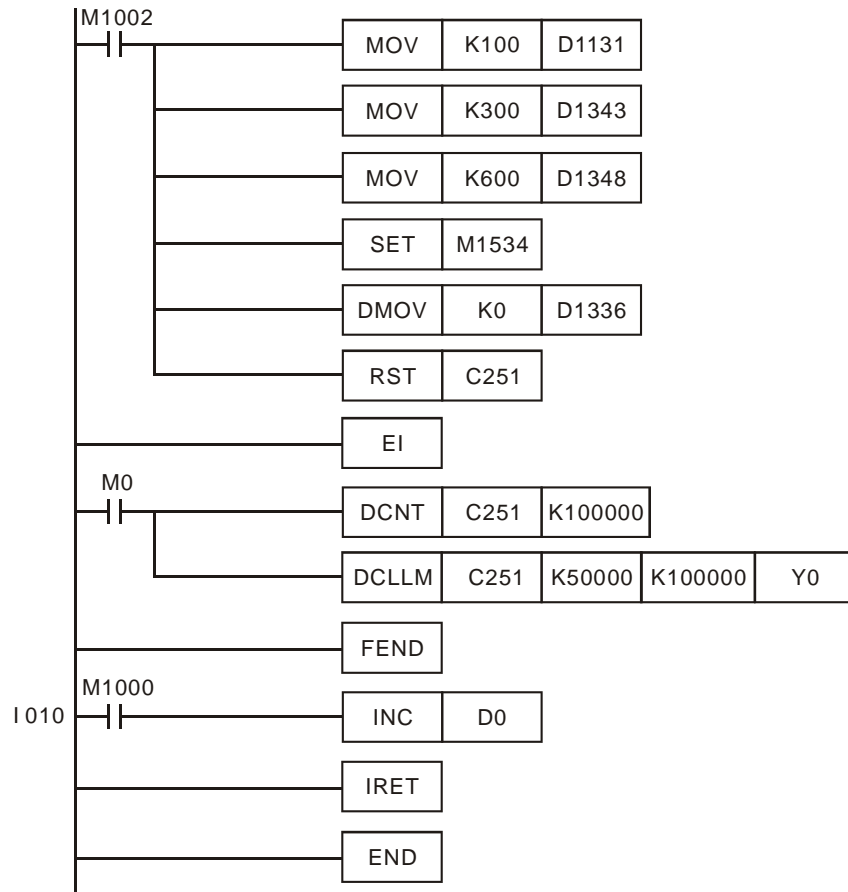 M1002
MOV K100 D1131
MOV K300 D1343
MOV K600 D1348
SET M1534
DMOV K0 D1336
RST C251
EI
M0
DCNT C251 K100000
DCLLM C251 K50000 K100000 Y0
FEND
M1000
I010 INC D0
IRET
END